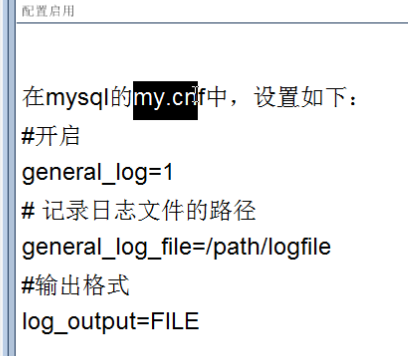 配置启用
在mysql的my.cnf中，设置如下：
#开启
general_log=1
# 记录日志文件的路径
general_log_file=/path/logfile
#输出格式
log_output=FILE